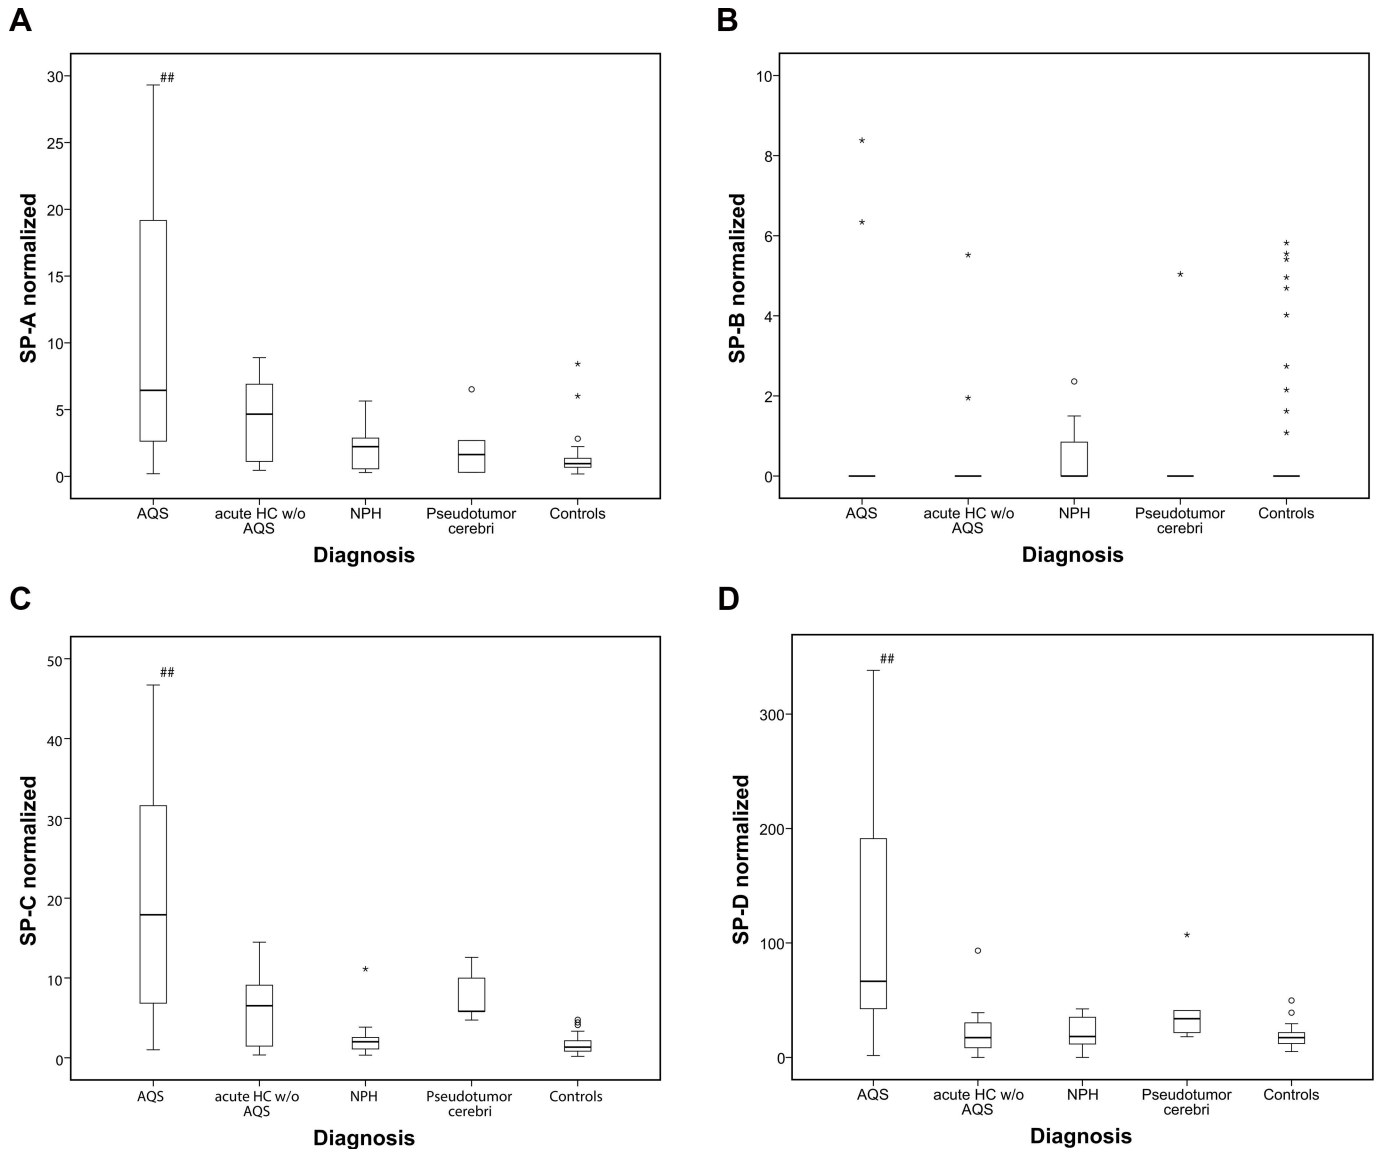 A
SP-A normalized
30
25
20
15
10
5
0
##
AQS
acute HC w/o
AQS
NPH
Pseudotumor
cerebri
Controls
Diagnosis
B
SP-B normalized
10
8
6
4
2
0
AQS
acute HC w/o
AQS
NPH
Pseudotumor
cerebri
Controls
Diagnosis
C
SP-C normalized
50
40
30
20
10
0
##
AQS
acute HC w/o
AQS
NPH
Pseudotumor
cerebri
Controls
Diagnosis
D
SP-D normalized
300
200
100
0
##
AQS
acute HC w/o
AQS
NPH
Pseudotumor
cerebri
Controls
Diagnosis